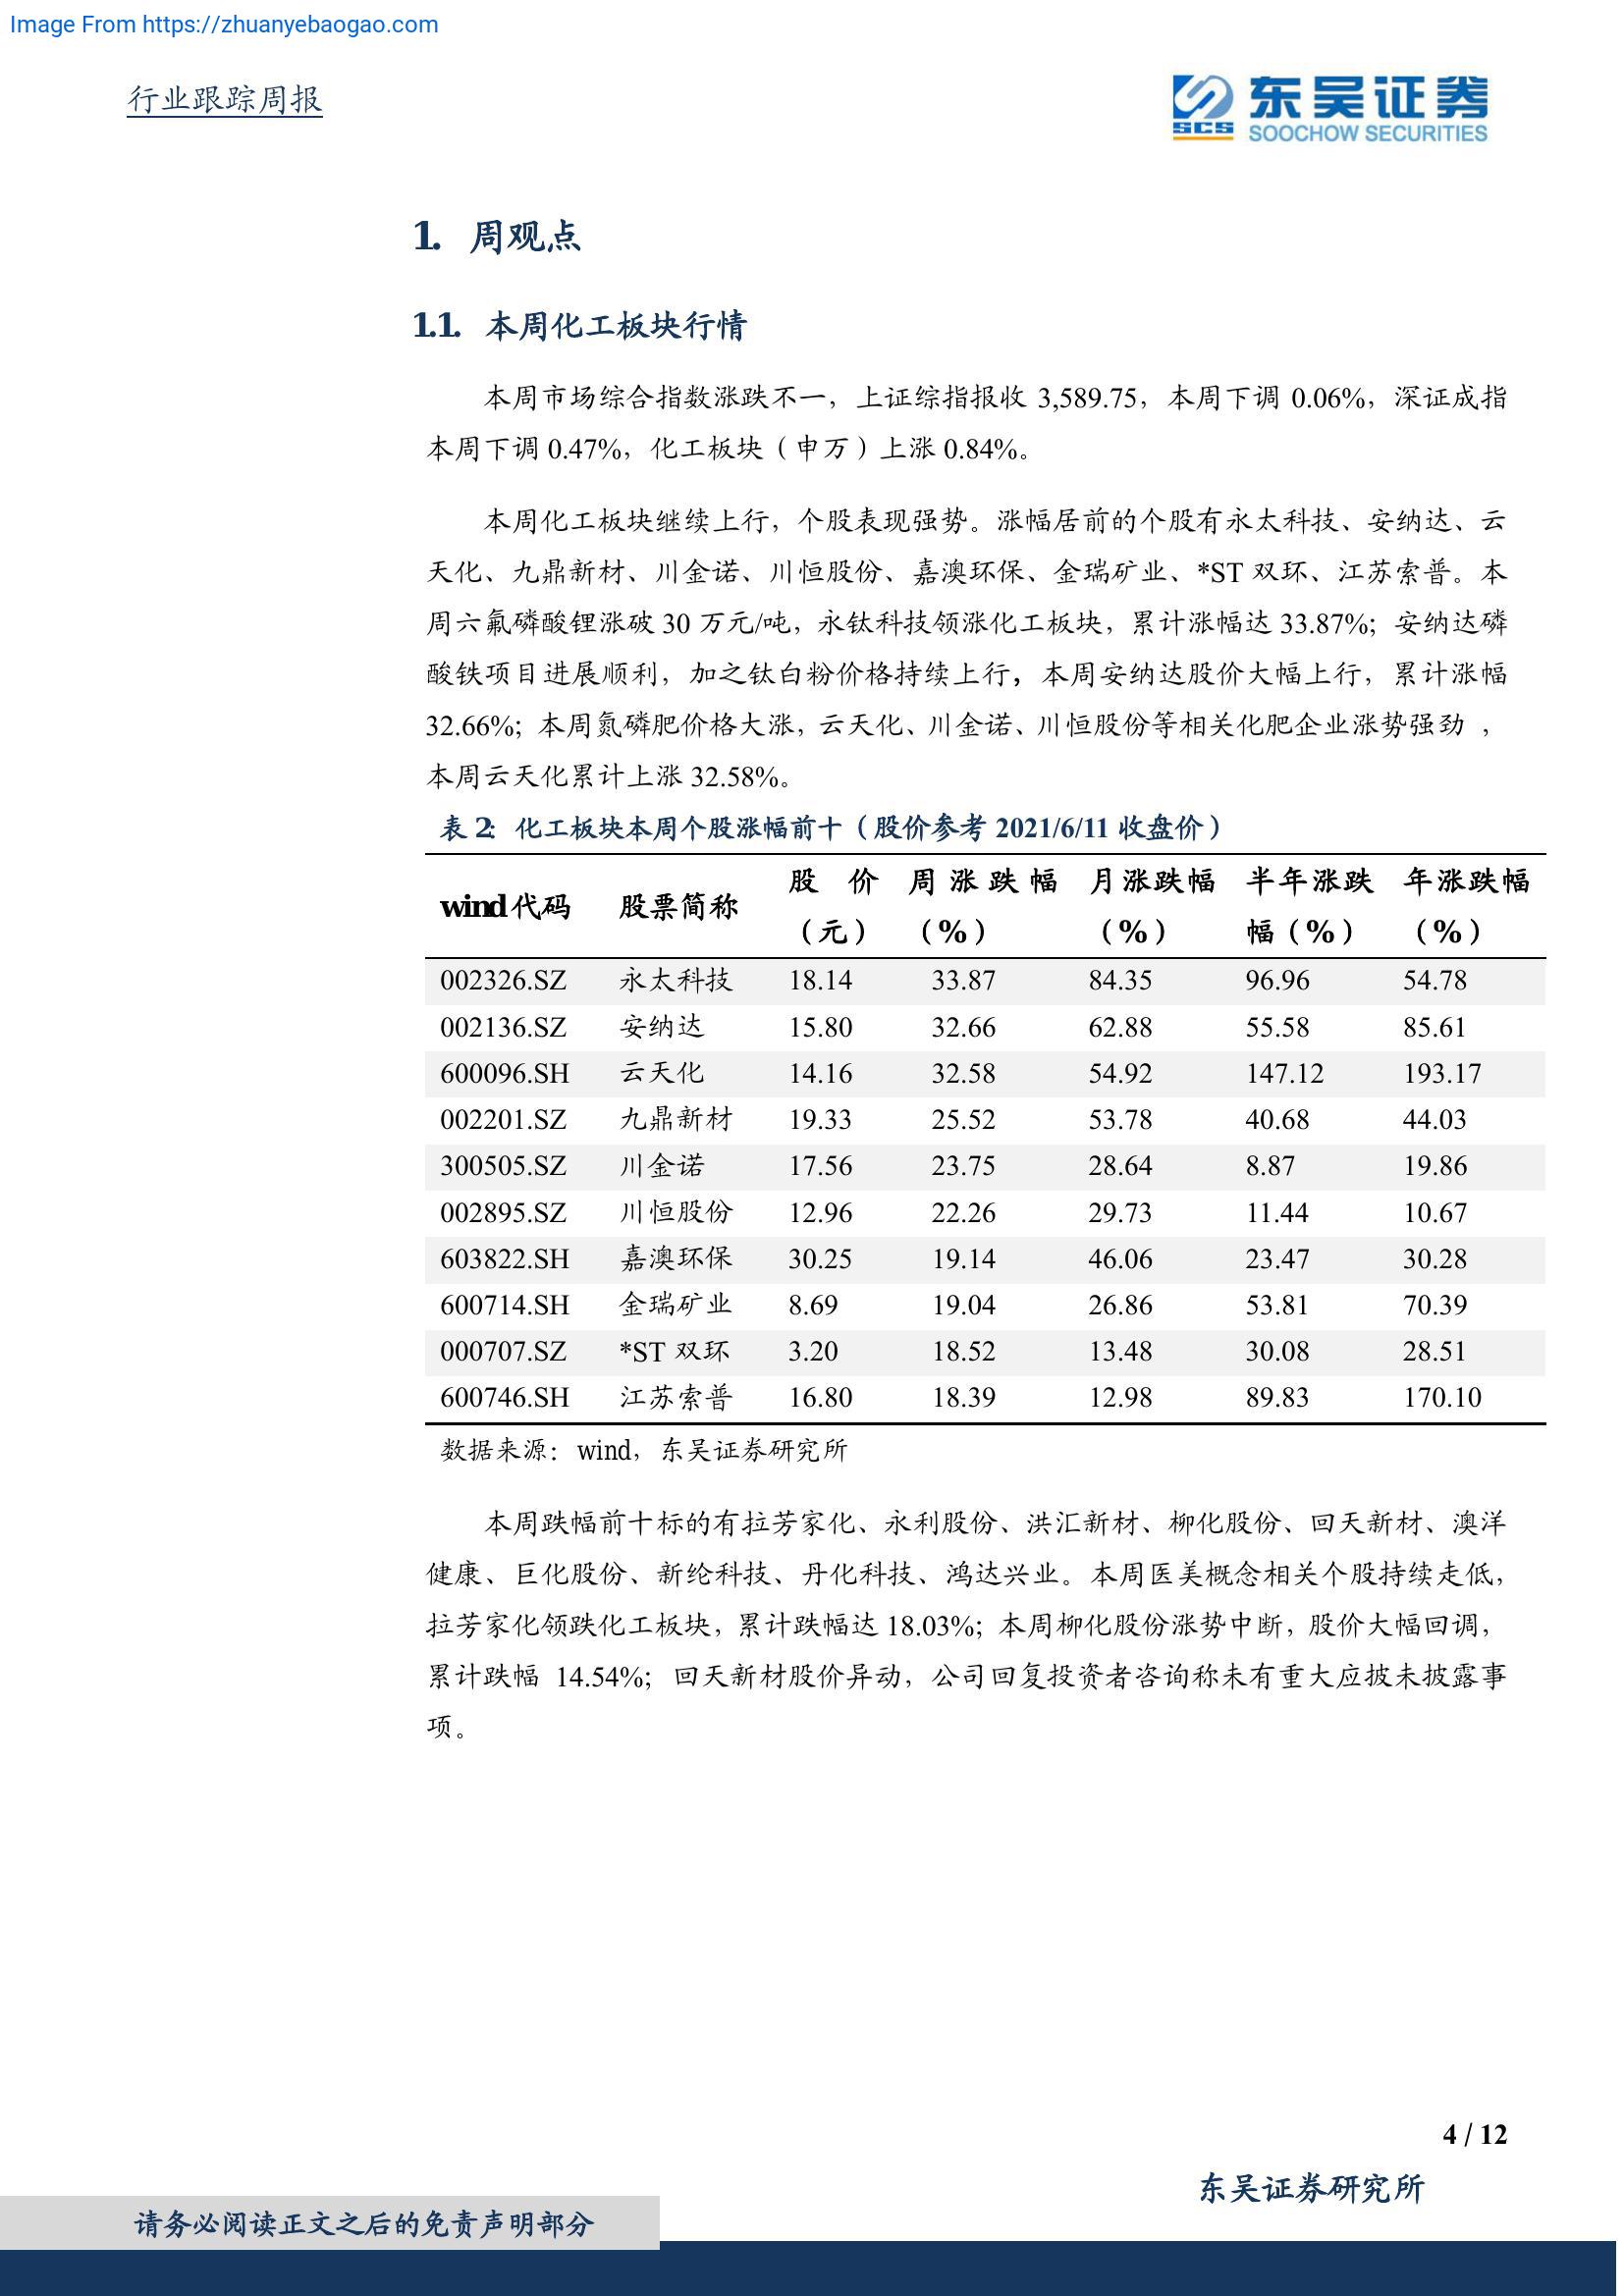 Image From https://zhuanyebaogao.com
行业跟踪周报
东吴证券
SCS
SOOCHOW SECURITIES
1. 周观点
1.1. 本周化工板块行情
本周市场综合指数涨跌不一，上证综指报收 3,589.75，本周下调 0.06%，深证成指
本周下调 0.47%，化工板块（申万）上涨 0.84%。
本周化工板块继续上行，个股表现强势。涨幅居前的个股有永太科技、安纳达、云
天化、九鼎新材、川金诺、川恒股份、嘉澳环保、金瑞矿业、*ST 双环、江苏索普。本
周六氟磷酸锂涨破 30 万元/吨，永钛科技领涨化工板块，累计涨幅达 33.87%；安纳达磷
酸铁项目进展顺利，加之钛白粉价格持续上行，本周安纳达股价大幅上行，累计涨幅
32.66%；本周氮磷肥价格大涨，云天化、川金诺、川恒股份等相关化肥企业涨势强劲 ，
本周云天化累计上涨 32.58%。
表 2：化工板块本周个股涨幅前十（股价参考 2021/6/11 收盘价）
wind 代码 股票简称 股价（元） 周涨跌幅（%） 月涨跌幅（%） 半年涨跌幅（%） 年涨跌幅（%）
002326.SZ 永太科技 18.14 33.87 84.35 96.96 54.78
002136.SZ 安纳达 15.80 32.66 62.88 55.58 85.61
600096.SH 云天化 14.16 32.58 54.92 147.12 193.17
002201.SZ 九鼎新材 19.33 25.52 53.78 40.68 44.03
300505.SZ 川金诺 17.56 23.75 28.64 8.87 19.86
002895.SZ 川恒股份 12.96 22.26 29.73 11.44 10.67
603822.SH 嘉澳环保 30.25 19.14 46.06 23.47 30.28
600714.SH 金瑞矿业 8.69 19.04 26.86 53.81 70.39
000707.SZ *ST 双环 3.20 18.52 13.48 30.08 28.51
600746.SH 江苏索普 16.80 18.39 12.98 89.83 170.10
数据来源：wind，东吴证券研究所
本周跌幅前十标的有拉芳家化、永利股份、洪汇新材、柳化股份、回天新材、澳洋
健康、巨化股份、新纶科技、丹化科技、鸿达兴业。本周医美概念相关个股持续走低，
拉芳家化领跌化工板块，累计跌幅达 18.03%；本周柳化股份涨势中断，股价大幅回调，
累计跌幅 14.54%；回天新材股价异动，公司回复投资者咨询称未有重大应披未披露事
项。
4 / 12
东吴证券研究所
请务必阅读正文之后的免责声明部分